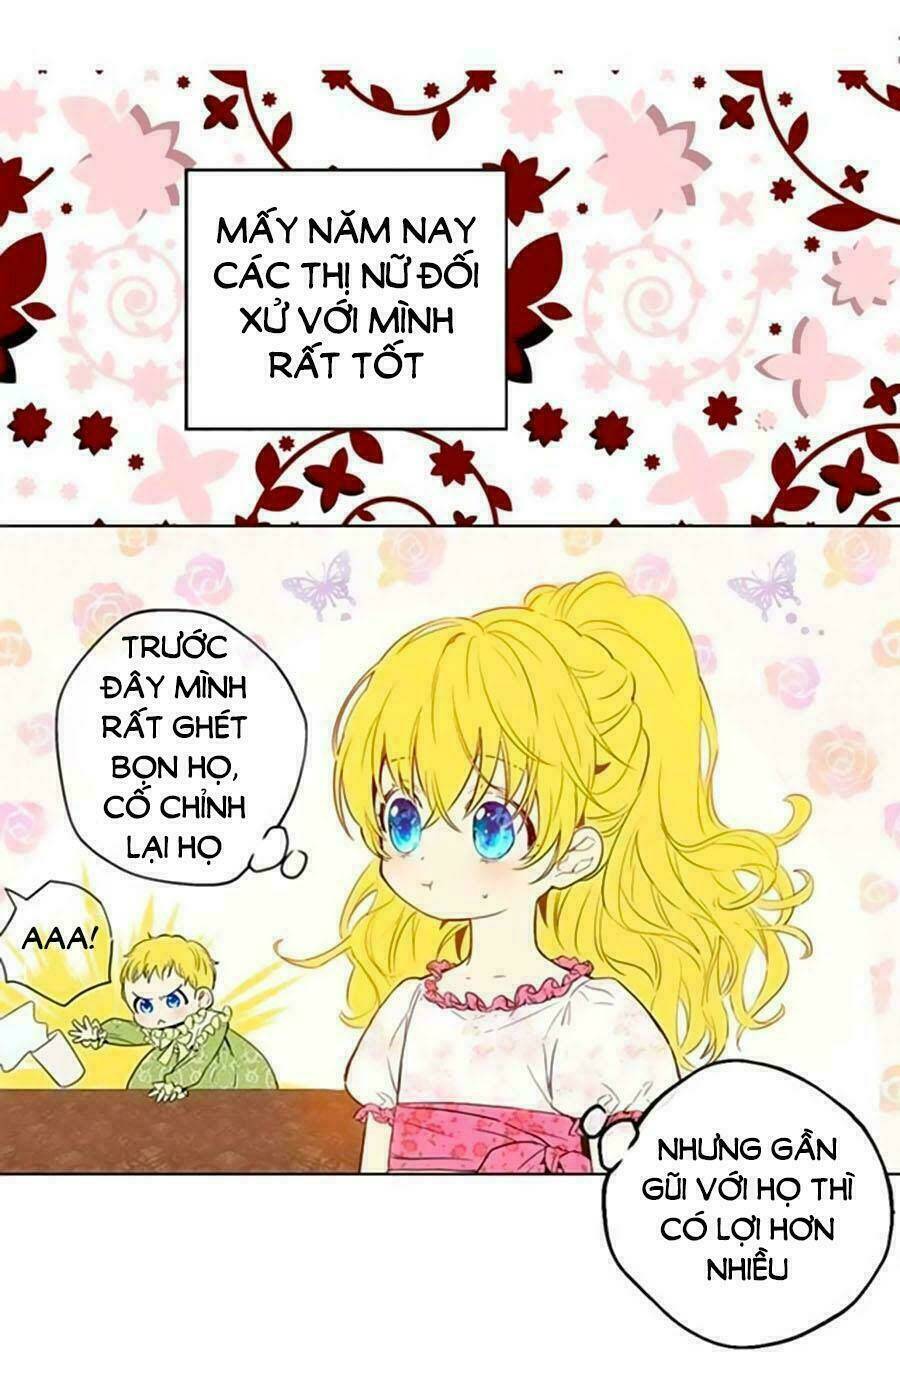 MẤY NĂM NAY
CÁC THỊ NỮ ĐỐI
XỬ VỚI MÌNH
RẤT TỐT
TRƯỚC
ĐÂY MÌNH
RẤT GHÉT
BỌN HỌ,
CỐ CHỈNH
LẠI HỌ
AAA!
NHƯNG GẦN
GŨI VỚI HỌ THÌ
CÓ LỢI HƠN
NHIỀU